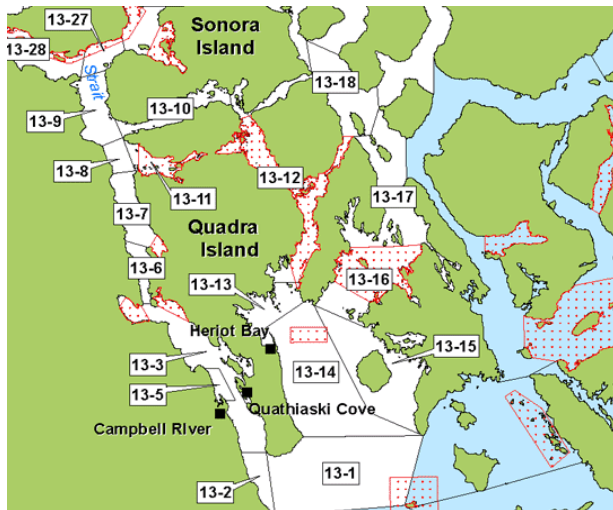 13-27
Sonora
Island
13-28
Strait
13-18
13-10
13-9
13-8
13-12
13-11
13-17
13-7
Quadra
Island
13-6
13-16
13-13
Heriot Bay
13-15
13-3
13-14
13-5
Quathiaski Cove
Campbell River
13-1
13-2